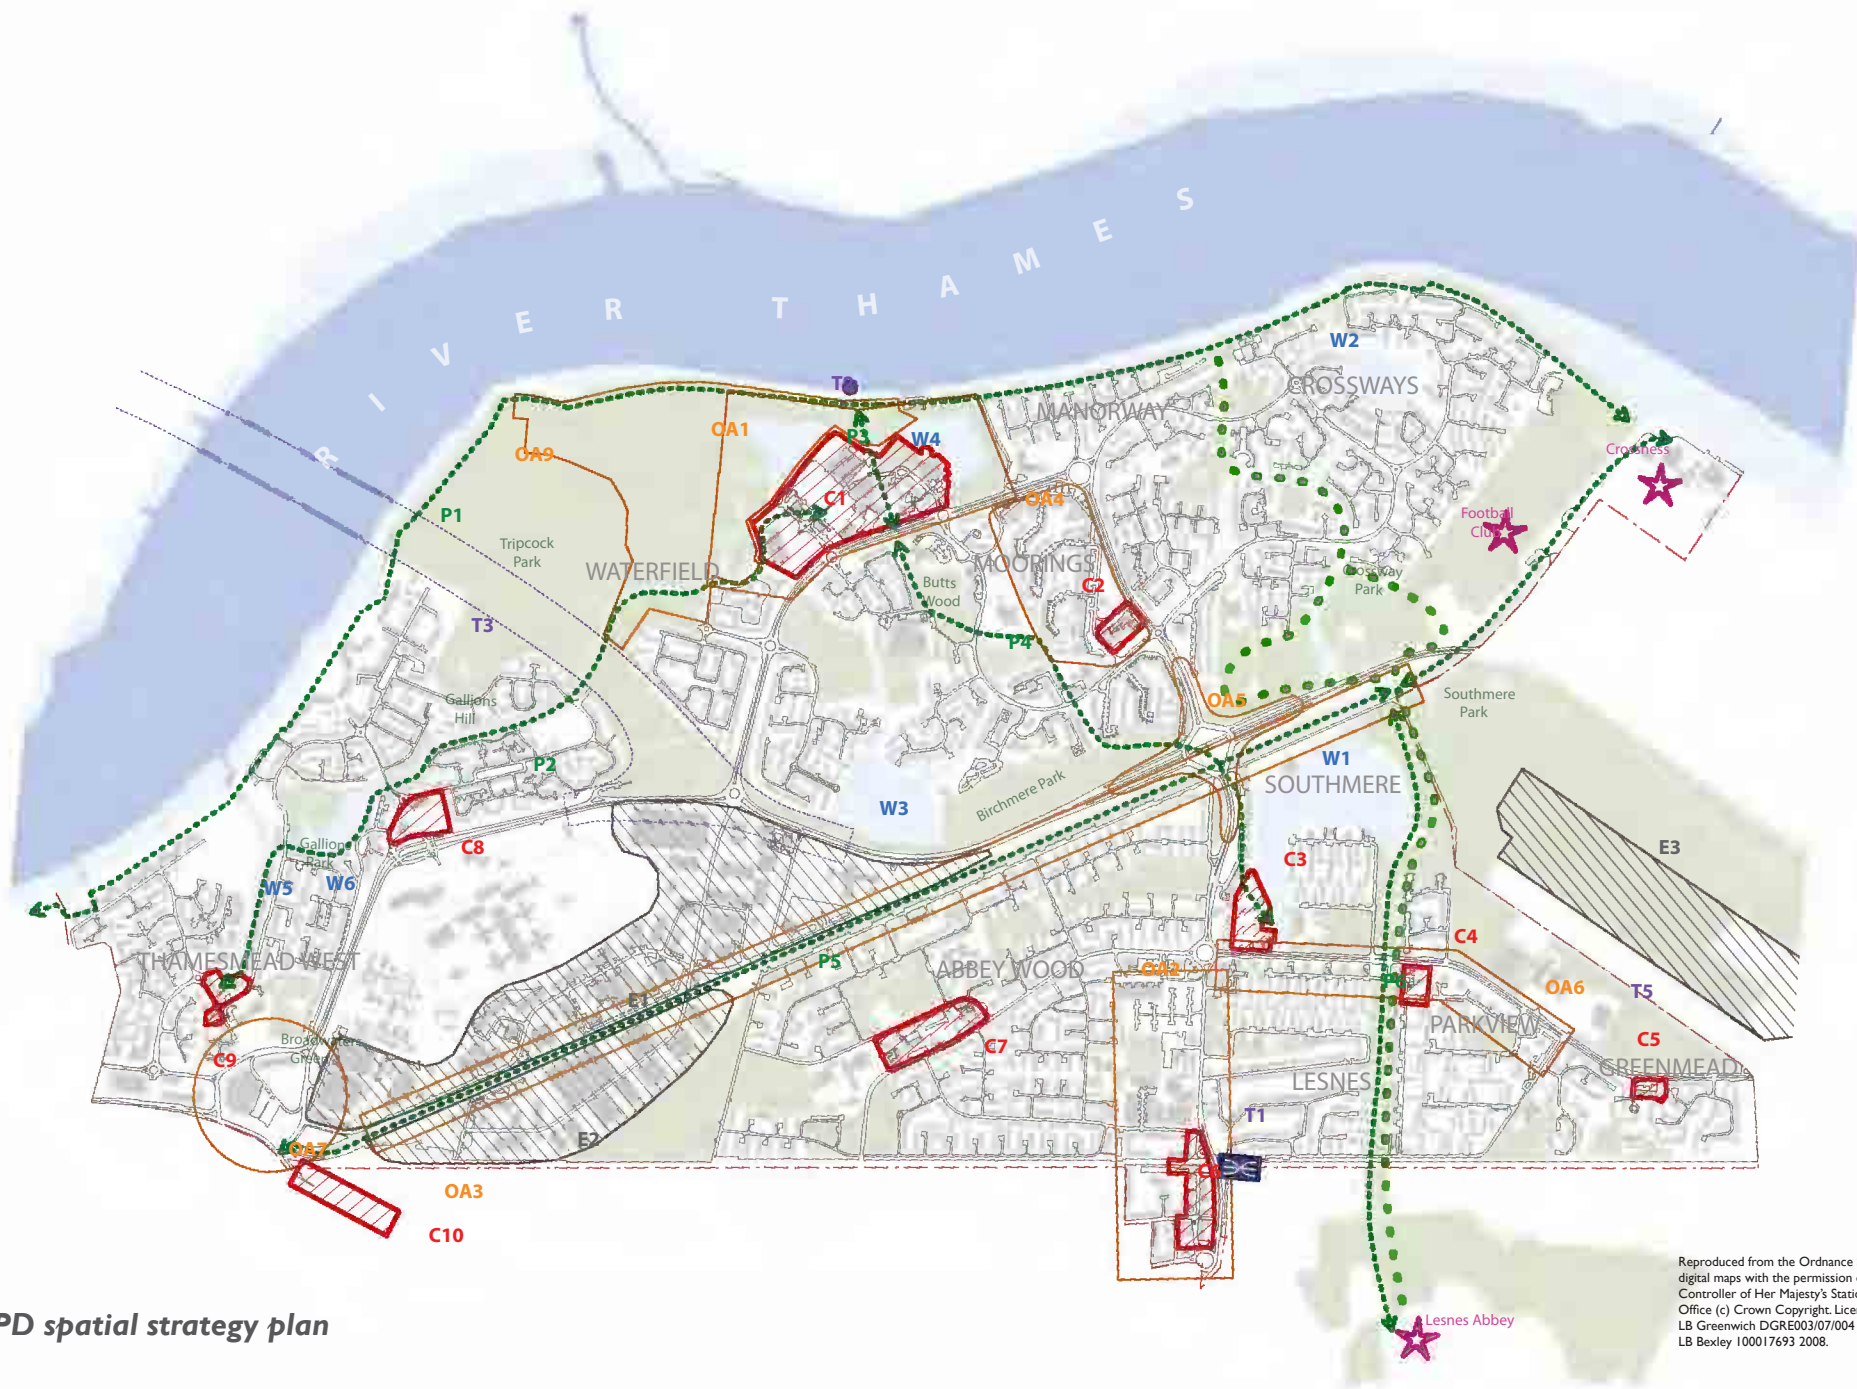 RIVER THAMES
W2
CROSSWAYS
MANORWAY
OA1
P3
W4
OA9
Crossness
C1
OA4
P1
Football
Club
Tripcock
Park
WATERFIELD
MOORINGS
C2
Butts
Wood
Crossway
Park
T3
P4
Gallions
Hill
OA5
Southmere
Park
P2
W1
SOUTHMERE
Birchmere Park
W3
Gallions
Park
C8
C3
E3
W5
W6
C4
THAMESMEAD WEST
P5
ABBEY WOOD
OA2
P6
OA6
T5
E1
PARKVIEW
C5
Broadwaters
Green
C9
C7
GREENMEAD
LESNES
T1
E2
OA7
OA3
C10
Lesnes Abbey
PD spatial strategy plan
Reproduced from the Ordnance
digital maps with the permission
Controller of Her Majesty's
Office (c) Crown Copyright.
LB Greenwich DGRE003/07/004
LB Bexley 100017693 2008.